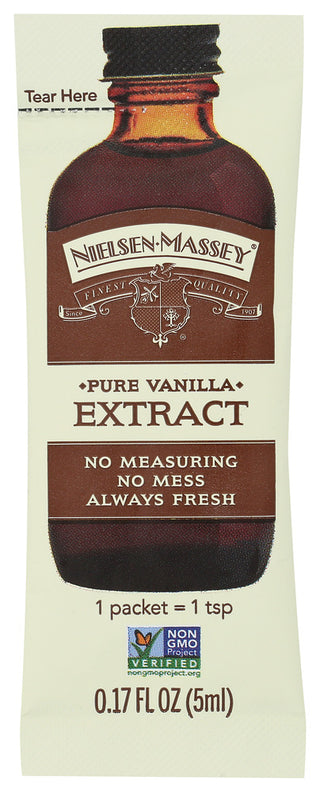 Tear Here
NIELSEN·MASSEY®
FINEST QUALITY
Since 1907
®
•PURE VANILLA•
EXTRACT
NO MEASURING
NO MESS
ALWAYS FRESH
1 packet = 1 tsp
NON
GMO
Project
VERIFIED
nongmoproject.org
0.17 FL OZ (5ml)